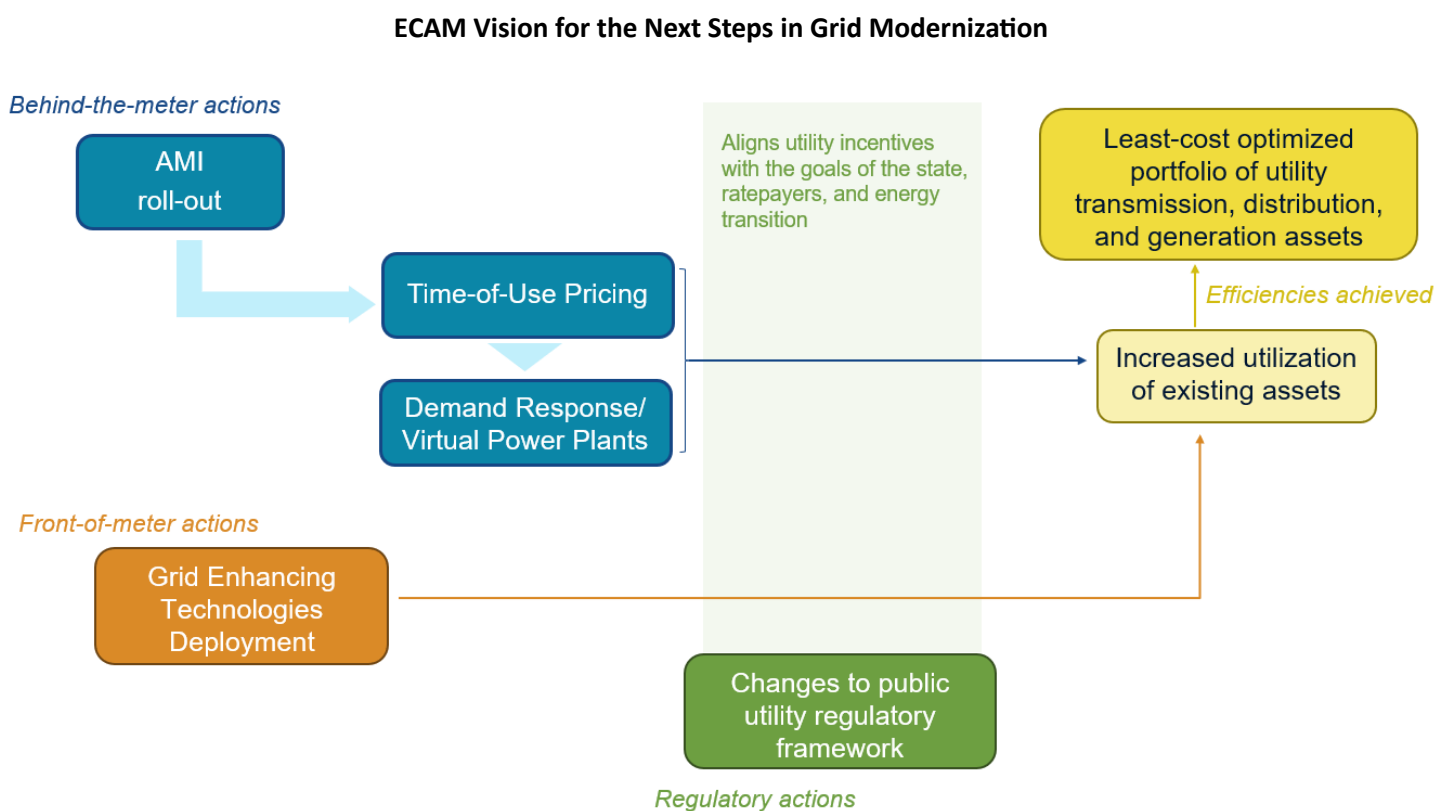 ECAM Vision for the Next Steps in Grid Modernization
Behind-the-meter actions
AMI
roll-out
Time-of-Use Pricing
Demand Response/
Virtual Power Plants
Aligns utility incentives
with the goals of the state,
ratepayers, and energy
transition
Least-cost optimized
portfolio of utility
transmission, distribution,
and generation assets
Efficiencies achieved
Increased utilization
of existing assets
Front-of-meter actions
Grid Enhancing
Technologies
Deployment
Changes to public
utility regulatory
framework
Regulatory actions